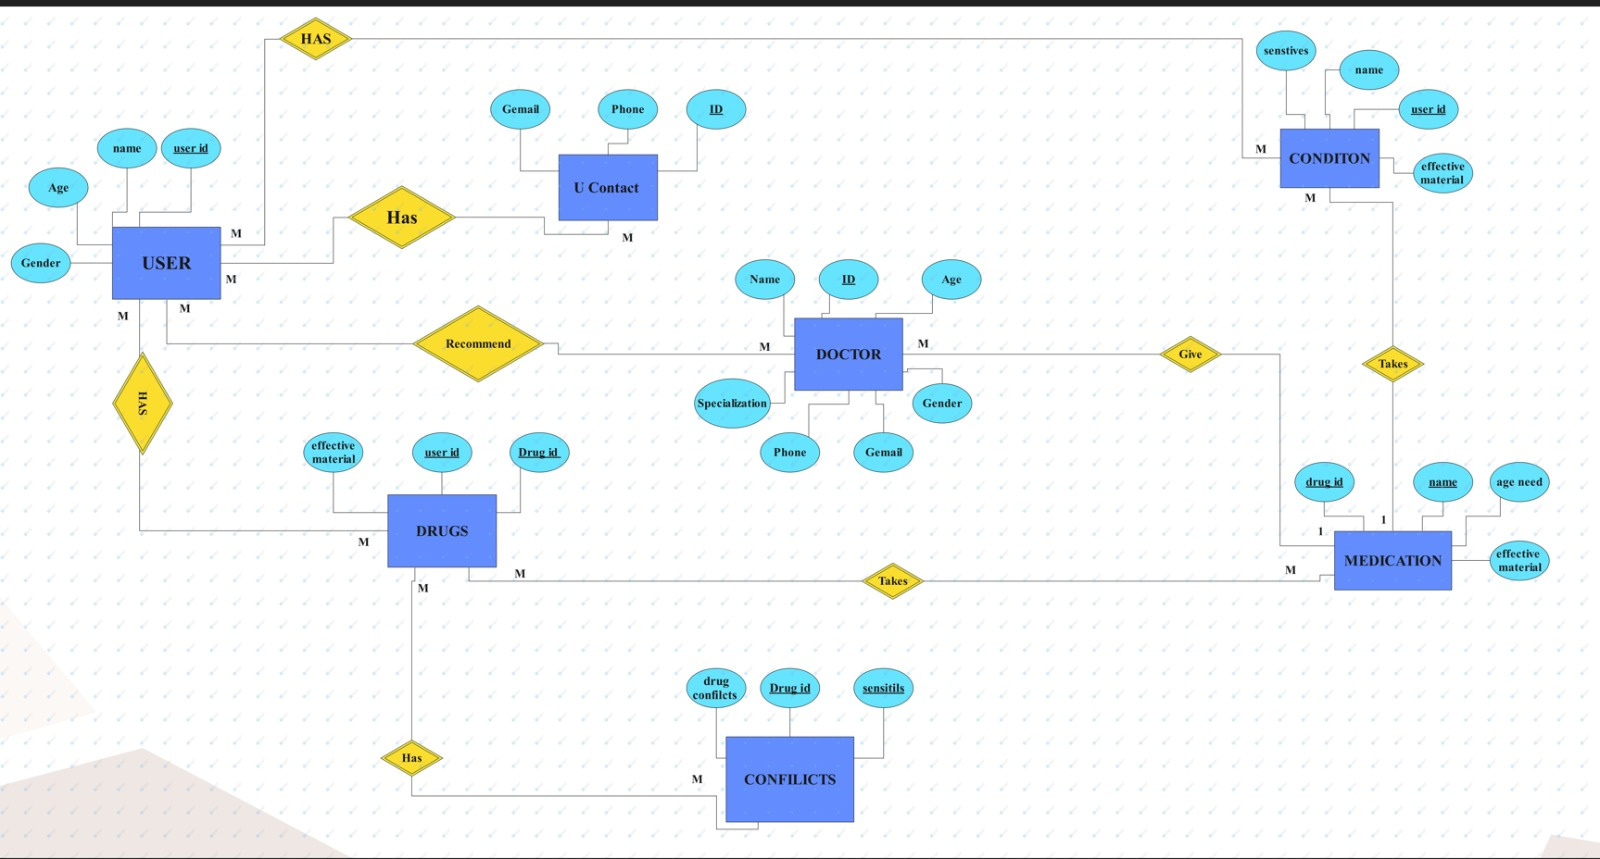 HAS
senstives
name
user id
CONDITON
effective
material
M
M
Gemail
Phone
ID
U Contact
M
Has
name
user id
Age
Gender
USER
M
M
M
M
Recommend
Name
ID
Age
M
DOCTOR
M
Specialization
Gender
Phone
Gemail
Give
Takes
HAS
effective
material
user id
Drug id
DRUGS
M
M
M
Takes
M
drug id
name
age need
1
1
MEDICATION
effective
material
drug
confilcts
Drug id
sensitils
Has
M
CONFILICTS